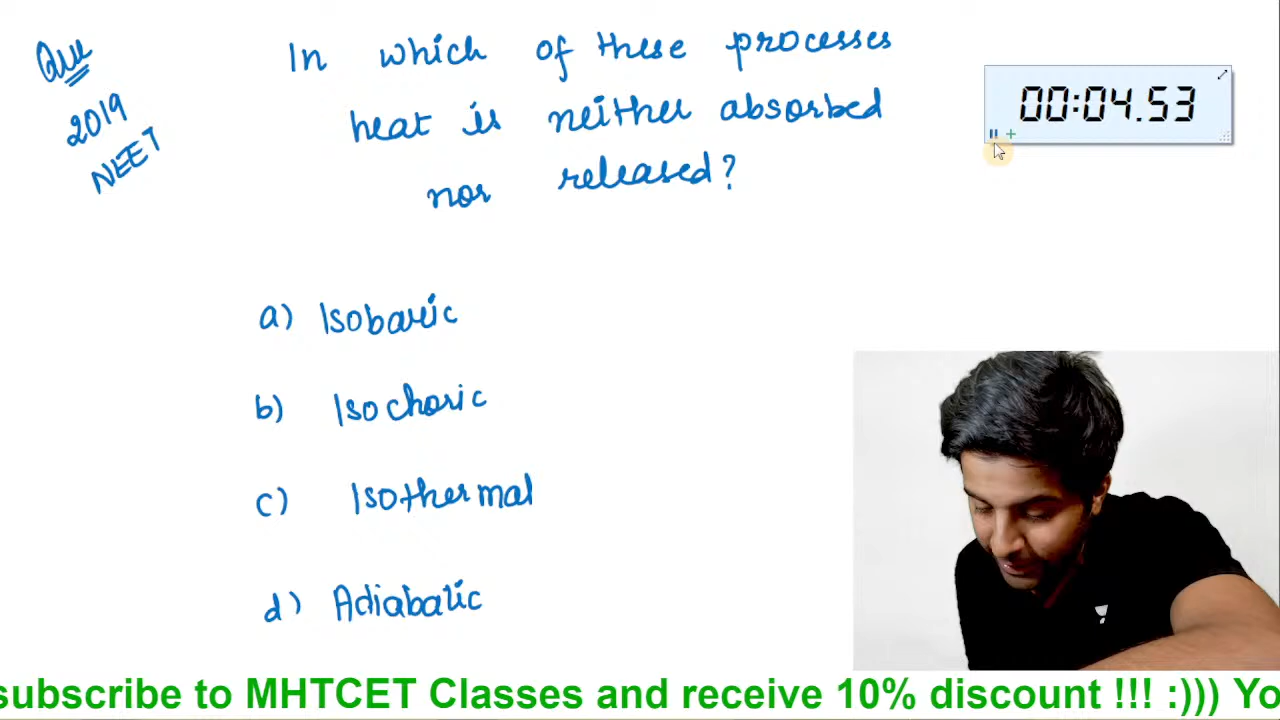 Que
2019
NEET
In which of these processes
heat is neither absorbed
nor released?
00:04.53
a) Isobaric
b) Isochoric
c) Isothermal
d) Adiabatic
subscribe to MHTCET Classes and receive 10% discount !!! :))) Yo